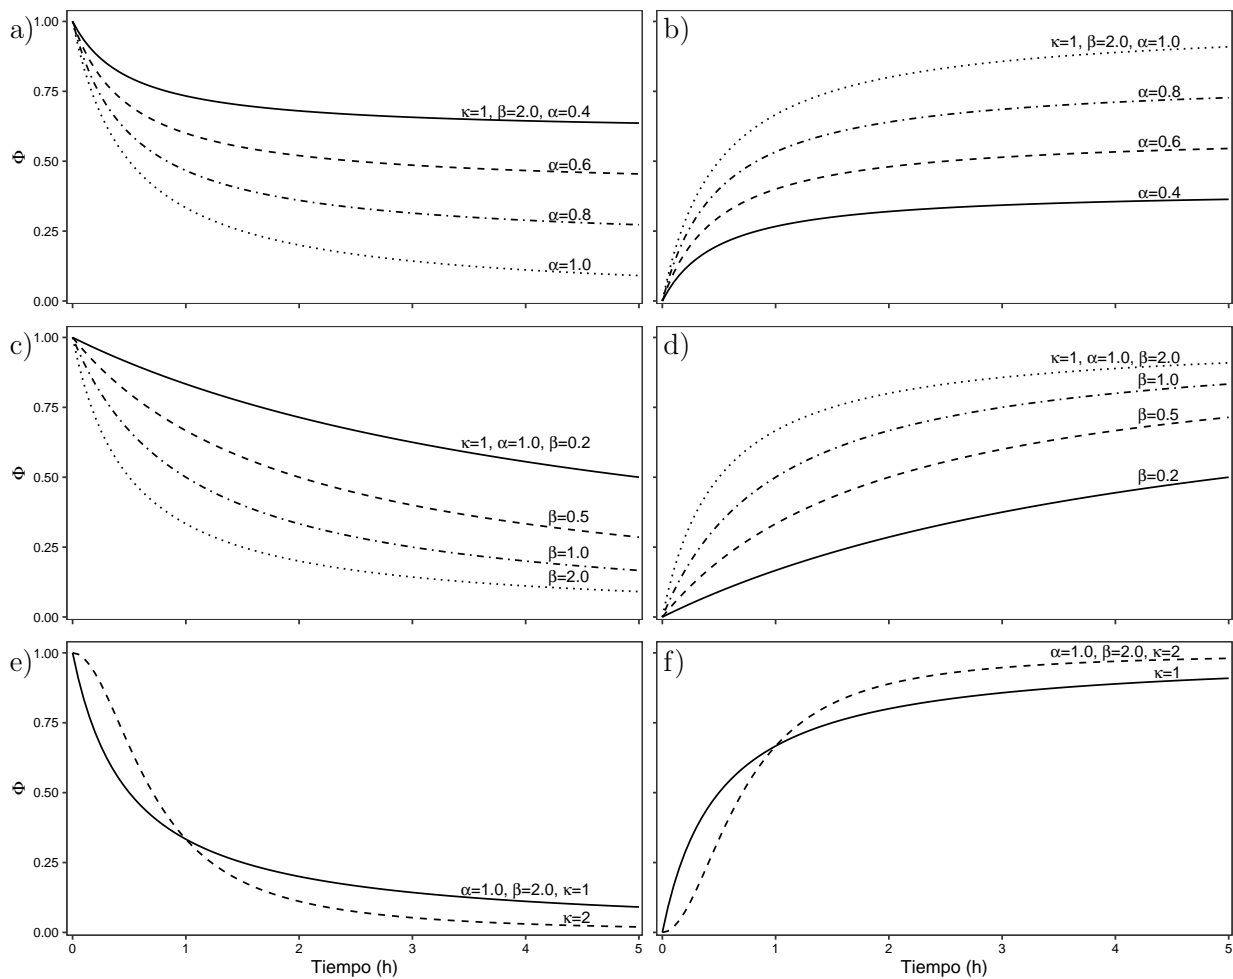 a)
1.00
0.75
0.50
0.25
0.00
Φ
κ=1, β=2.0, α=0.4
α=0.6
α=0.8
α=1.0
b)
κ=1, β=2.0, α=1.0
α=0.8
α=0.6
α=0.4
c)
1.00
0.75
0.50
0.25
0.00
Φ
κ=1, α=1.0, β=0.2
β=0.5
β=1.0
β=2.0
d)
κ=1, α=1.0, β=2.0
β=1.0
β=0.5
β=0.2
e)
1.00
0.75
0.50
0.25
0.00
Φ
α=1.0, β=2.0, κ=1
κ=2
0 1 2 3 4 5
Tiempo (h)
f)
α=1.0, β=2.0, κ=2
κ=1
0 1 2 3 4 5
Tiempo (h)